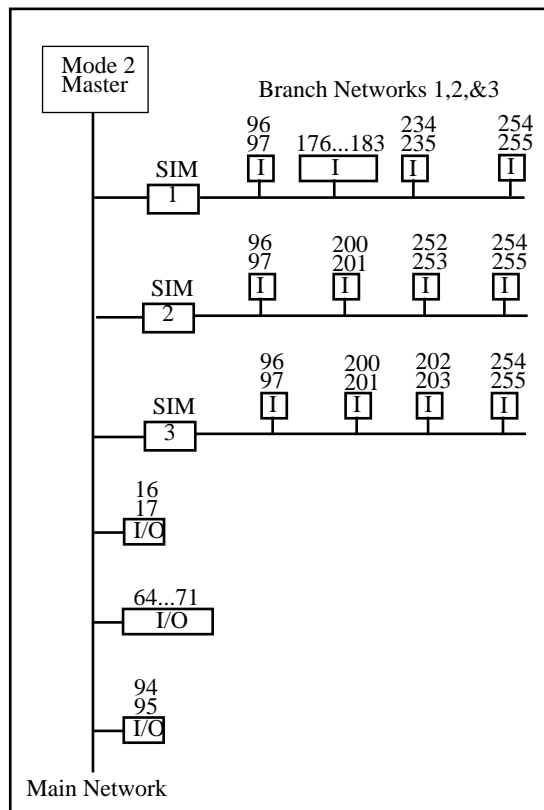 Mode 2
Master
Branch Networks 1,2,&3
96
97
I
176...183
I
234
235
I
254
255
I
SIM
1
96
97
I
200
201
I
252
253
I
254
255
I
SIM
2
96
97
I
200
201
I
202
203
I
254
255
I
SIM
3
16
17
I/O
64...71
I/O
94
95
I/O
Main Network